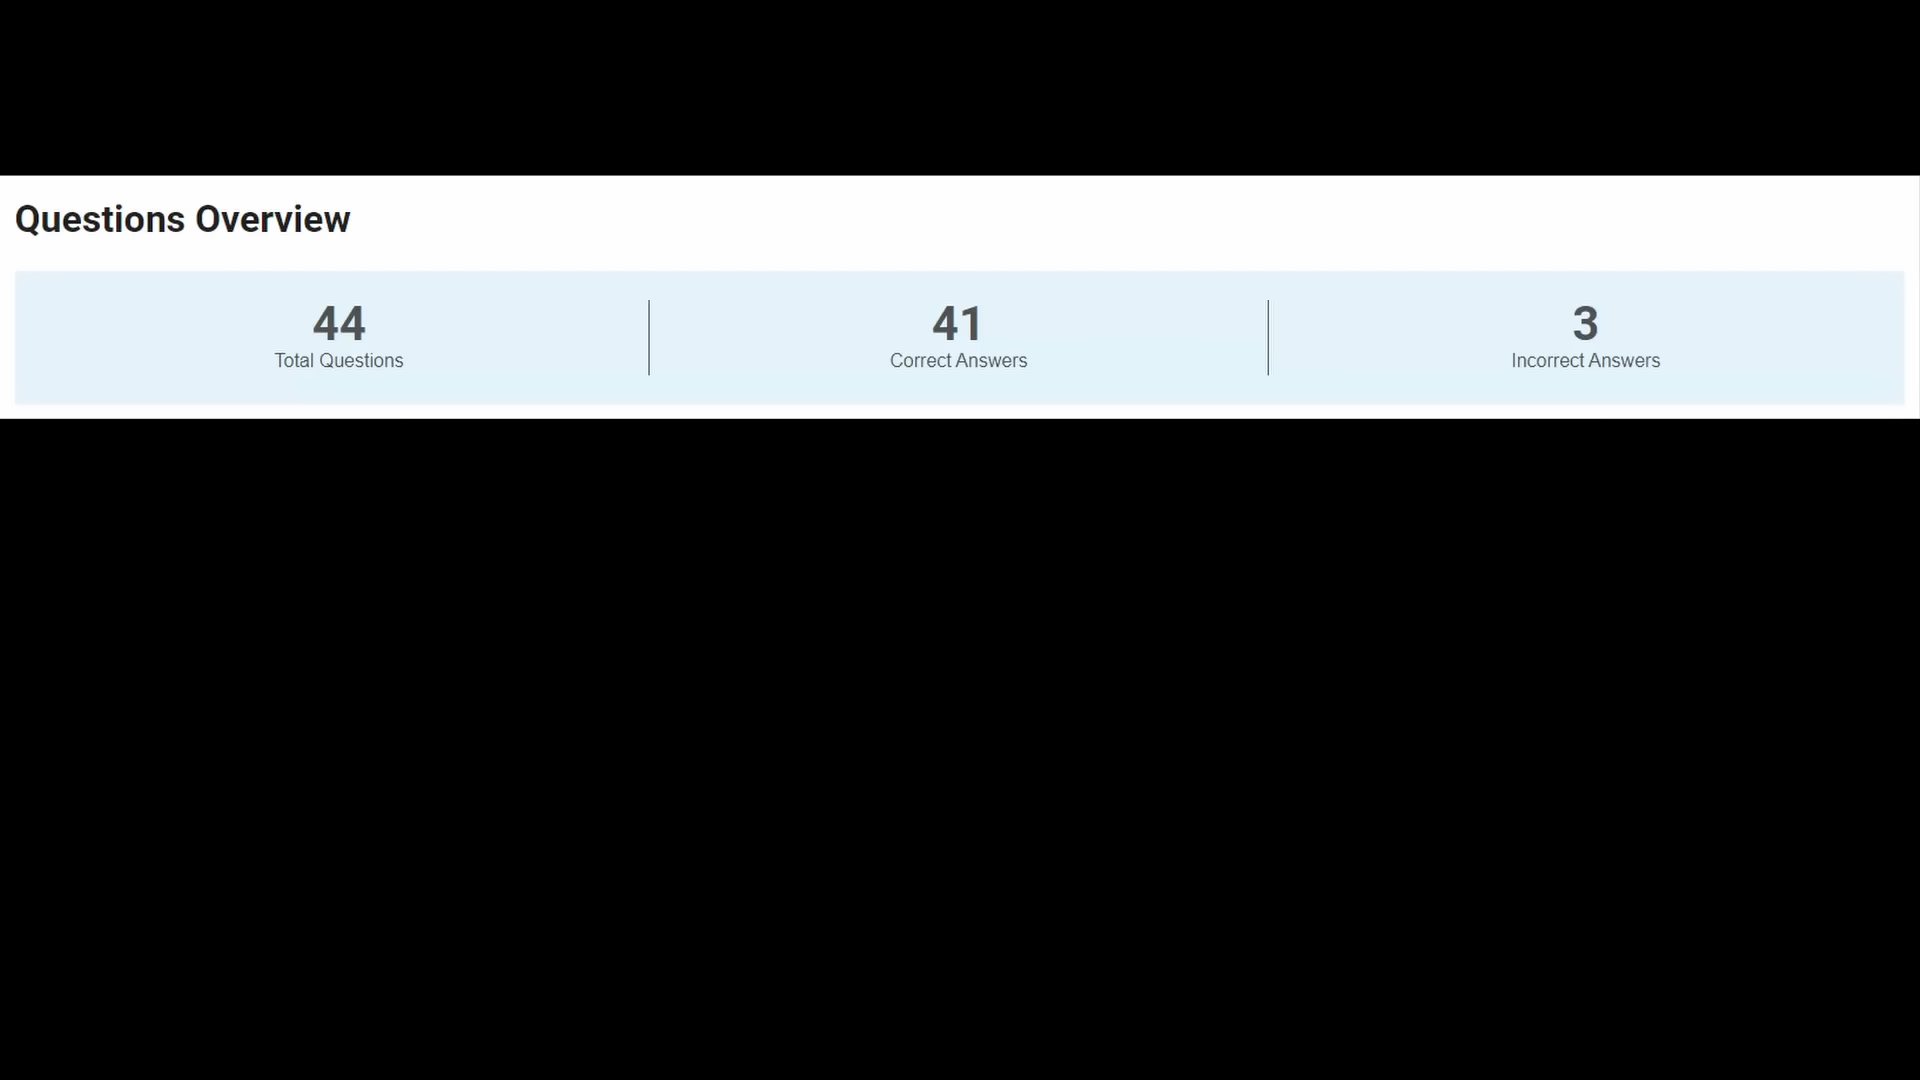 Questions Overview
44
Total Questions
41
Correct Answers
3
Incorrect Answers